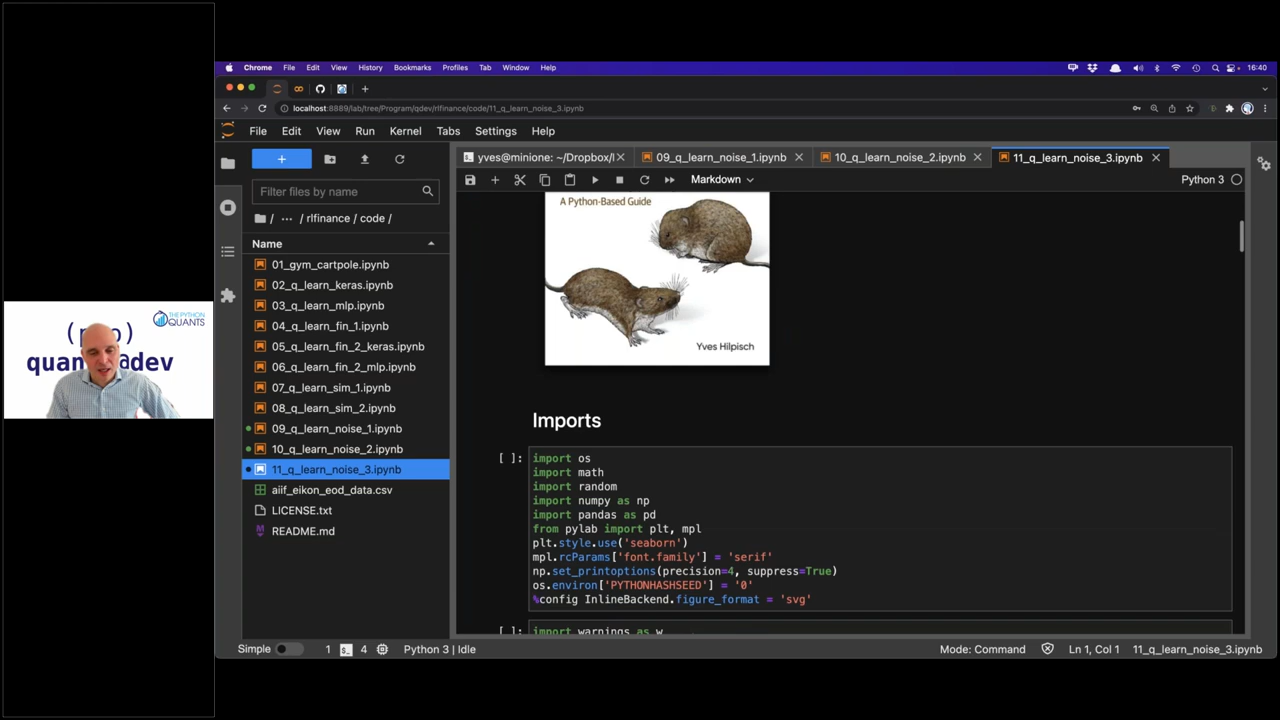 Chrome File Edit View History Bookmarks Profiles Tab Window Help 16:40
localhost:8889/lab/tree/Program/qdev/rlfinance/code/11_q_learn_noise_3.ipynb
File Edit View Run Kernel Tabs Settings Help
yves@minione: ~/Dropbox/ 09_q_learn_noise_1.ipynb 10_q_learn_noise_2.ipynb 11_q_learn_noise_3.ipynb
Markdown Python 3
Filter files by name
/ ... / rlfinance / code /
Name
01_gym_cartpole.ipynb
02_q_learn_keras.ipynb
03_q_learn_mlp.ipynb
04_q_learn_fin_1.ipynb
05_q_learn_fin_2_keras.ipynb
06_q_learn_fin_2_mlp.ipynb
07_q_learn_sim_1.ipynb
08_q_learn_sim_2.ipynb
09_q_learn_noise_1.ipynb
10_q_learn_noise_2.ipynb
11_q_learn_noise_3.ipynb
aiif_eikon_eod_data.csv
LICENSE.txt
README.md
A Python-Based Guide
Yves Hilpisch
Imports
[ ]: import os
import math
import random
import numpy as np
import pandas as pd
from pylab import plt, mpl
plt.style.use('seaborn')
mpl.rcParams['font.family'] = 'serif'
np.set_printoptions(precision=4, suppress=True)
os.environ['PYTHONHASHSEED'] = '0'
%config InlineBackend.figure_format = 'svg'
[ ]: import warnings as w
Simple 1 $_ 4 Python 3 | Idle Mode: Command Ln 1, Col 1 11_q_learn_noise_3.ipynb
THE PYTHON
QUANTS